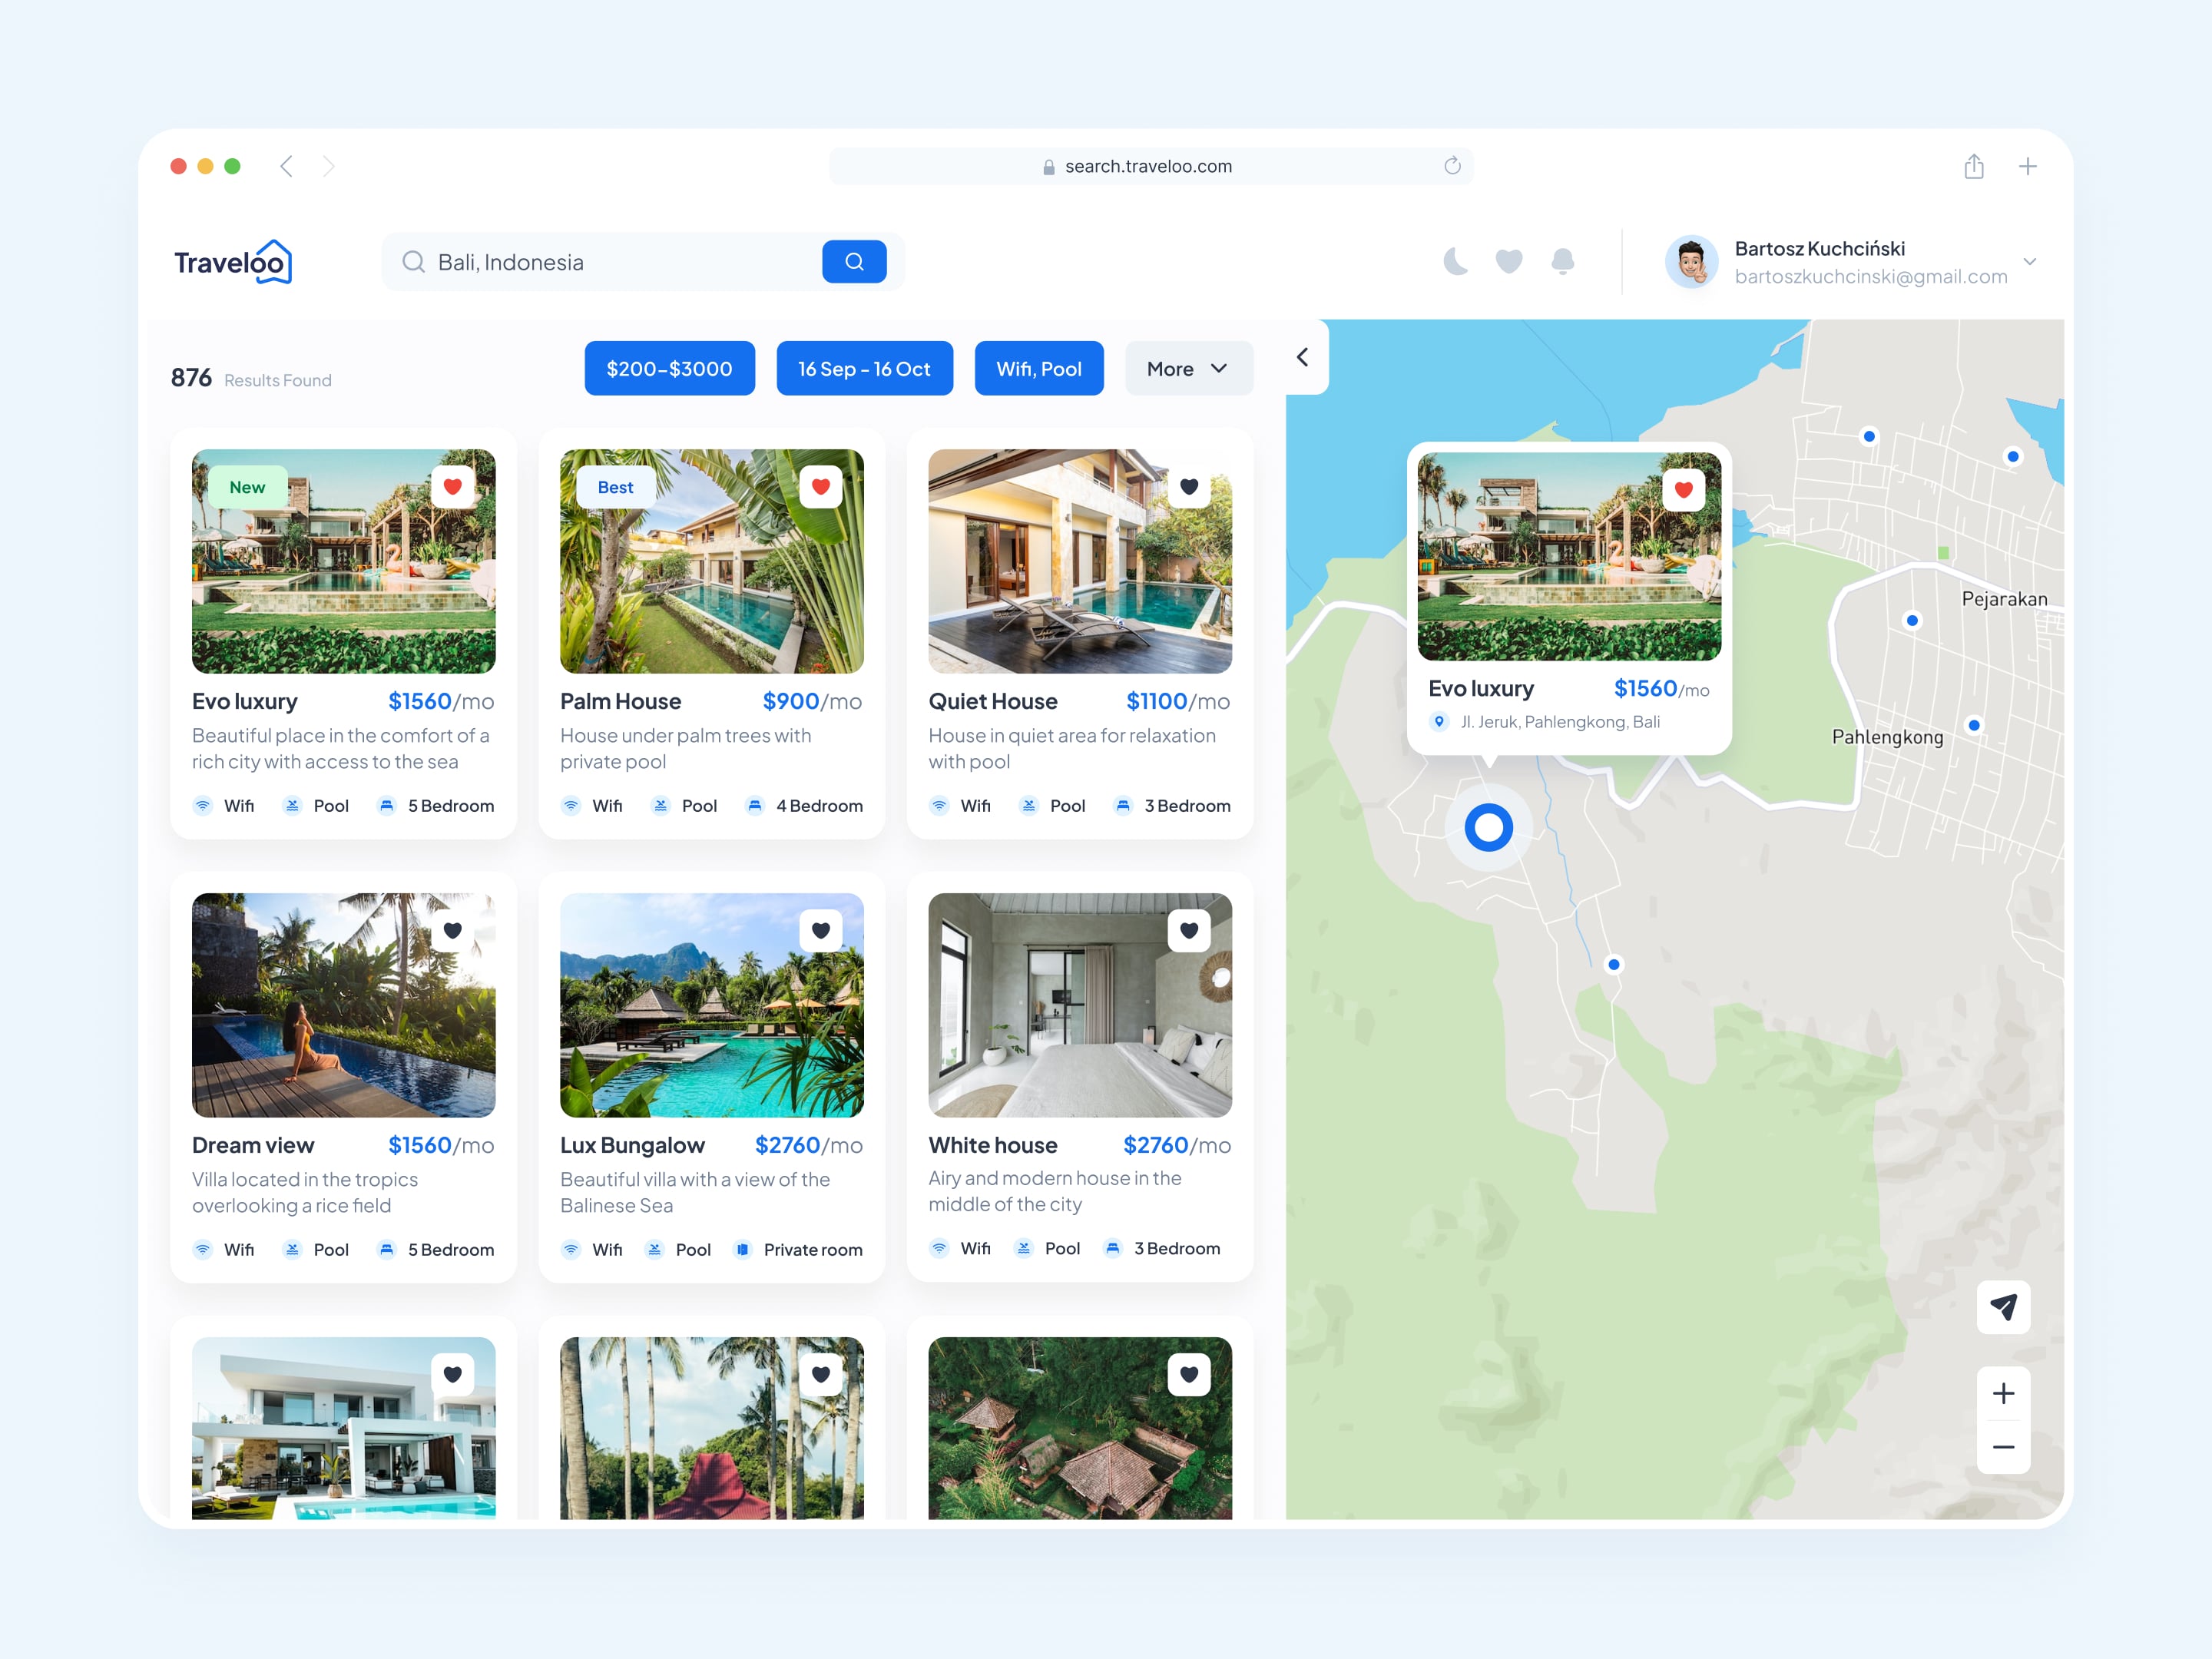 search.traveloo.com
Traveloo
Bali, Indonesia
Bartosz Kuchciński
bartoszkuchcinski@gmail.com
876 Results Found
$200–$3000
16 Sep - 16 Oct
Wifi, Pool
More
New
Best
Evo luxury $1560/mo
Beautiful place in the comfort of a
rich city with access to the sea
Wifi Pool 5 Bedroom
Palm House $900/mo
House under palm trees with
private pool
Wifi Pool 4 Bedroom
Quiet House $1100/mo
House in quiet area for relaxation
with pool
Wifi Pool 3 Bedroom
Dream view $1560/mo
Villa located in the tropics
overlooking a rice field
Wifi Pool 5 Bedroom
Lux Bungalow $2760/mo
Beautiful villa with a view of the
Balinese Sea
Wifi Pool Private room
White house $2760/mo
Airy and modern house in the
middle of the city
Wifi Pool 3 Bedroom
Evo luxury $1560/mo
Jl. Jeruk, Pahlengkong, Bali
Pejarakan
Pahlengkong